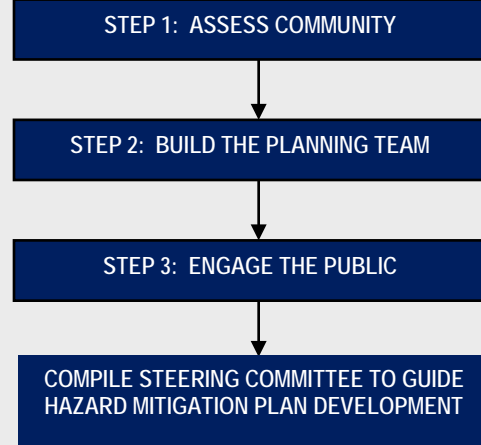 STEP 1: ASSESS COMMUNITY
STEP 2: BUILD THE PLANNING TEAM
STEP 3: ENGAGE THE PUBLIC
COMPILE STEERING COMMITTEE TO GUIDE
HAZARD MITIGATION PLAN DEVELOPMENT